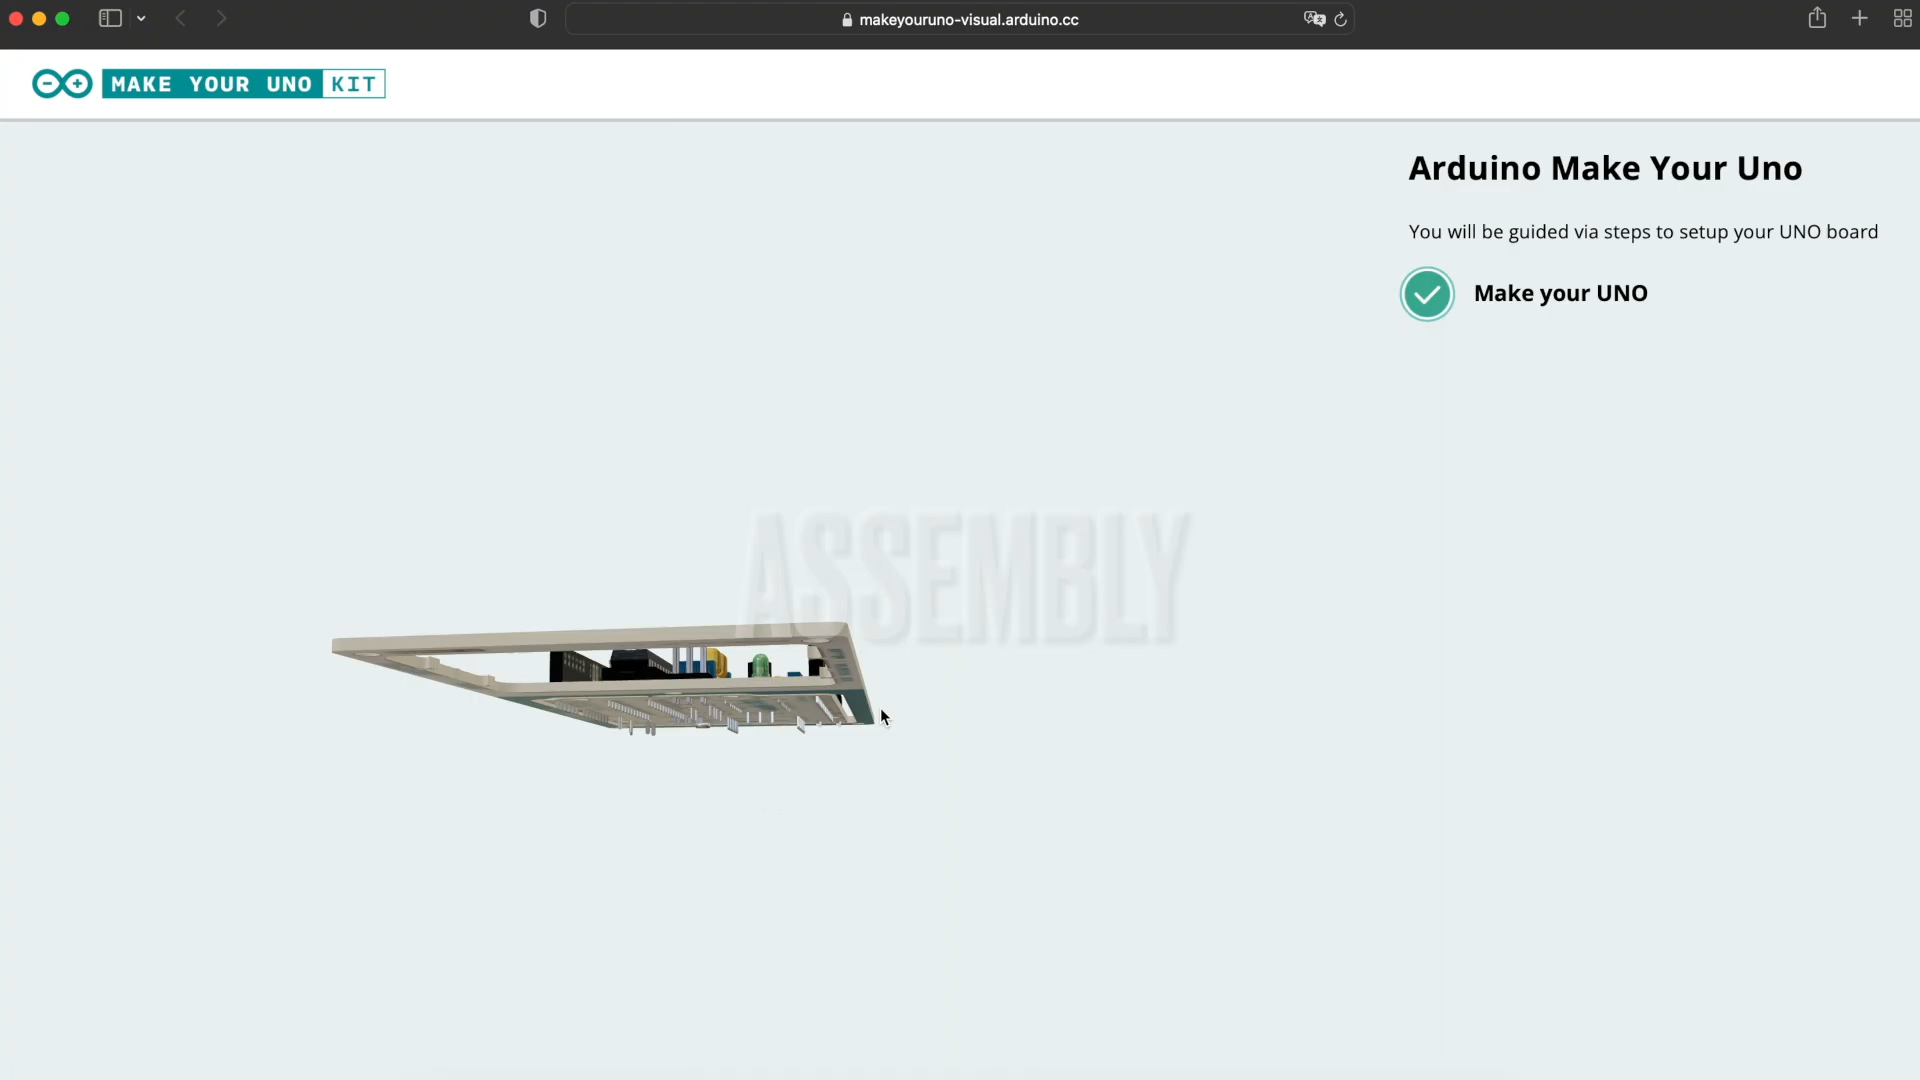 makeyouruno-visual.arduino.cc
MAKE YOUR UNO KIT
Arduino Make Your Uno
You will be guided via steps to setup your UNO board
Make your UNO
ASSEMBLY